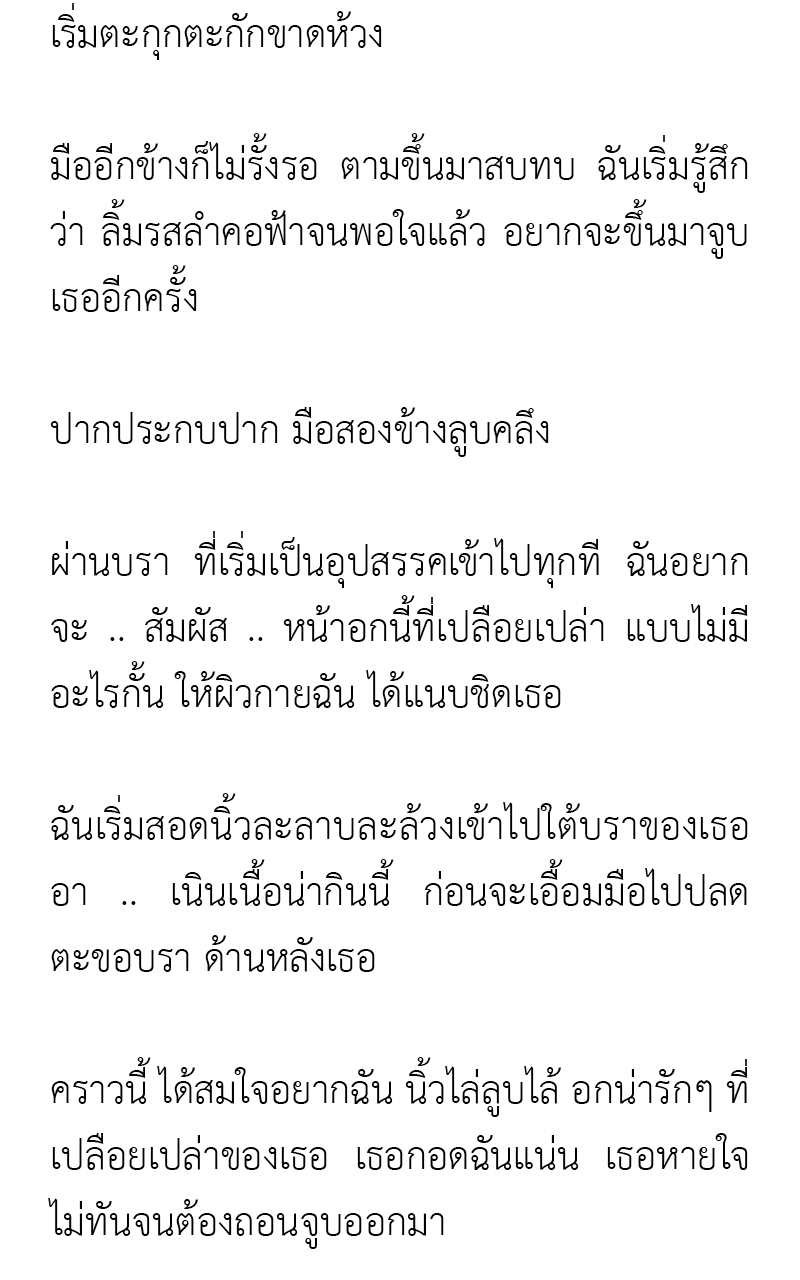 เริ่มตะกุกตะกักขาดห้วง
มืออีกข้างก็ไม่รั้งรอ ตามขึ้นมาสบทบ ฉันเริ่มรู้สึก
ว่า ลิ้มรสลำคอฟ้าจนพอใจแล้ว อยากจะขึ้นมาจูบ
เธออีกครั้ง
ปากประกบปาก มือสองข้างลูบคลึง
ผ่านบรา ที่เริ่มเป็นอุปสรรคเข้าไปทุกที ฉันอยาก
จะ .. สัมผัส .. หน้าอกนี้ที่เปลือยเปล่า แบบไม่มี
อะไรกั้น ให้ผิวกายฉัน ได้แนบชิดเธอ
ฉันเริ่มสอดนิ้วละลาบละล้วงเข้าไปใต้บราของเธอ
อา .. เนินเนื้อน่ากินนี้ ก่อนจะเอื้อมมือไปปลด
ตะขอบรา ด้านหลังเธอ
คราวนี้ ได้สมใจอยากฉัน นิ้วไล่ลูบไล้ อกน่ารักๆ ที่
เปลือยเปล่าของเธอ เธอกอดฉันแน่น เธอหายใจ
ไม่ทันจนต้องถอนจูบออกมา